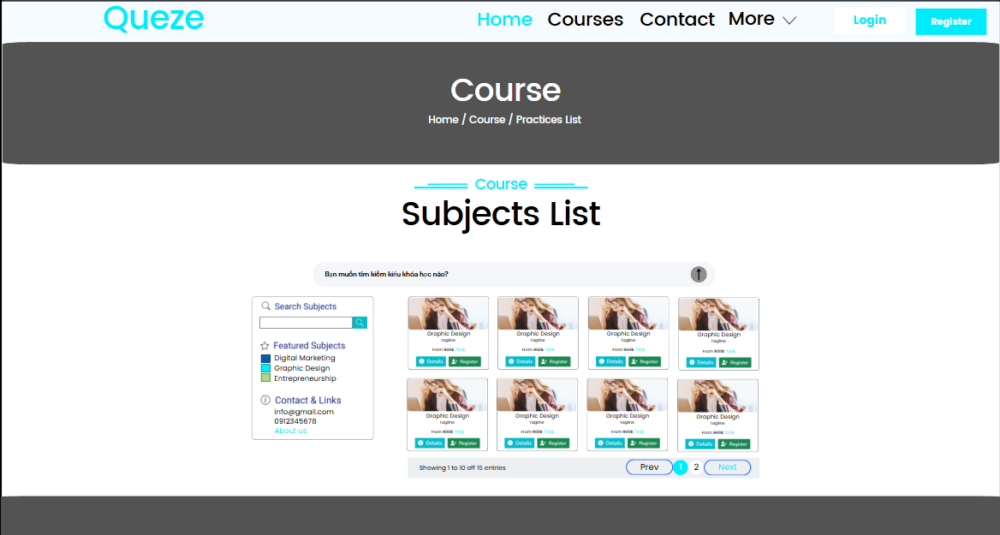 Queze
Home Courses Contact More
Login
Register
Course
Home / Course / Practices List
Course
Subjects List
Bạn muốn tìm kiếm kiểu khóa học nào?
Search Subjects
Featured Subjects
Digital Marketing
Graphic Design
Entrepreneurship
Contact & Links
info@gmail.com
0912345678
About us
Graphic Design
Tagline
From 900$ 700$
Details Register
Graphic Design
Tagline
From 900$ 700$
Details Register
Graphic Design
Tagline
From 900$ 700$
Details Register
Graphic Design
Tagline
From 900$ 700$
Details Register
Graphic Design
Tagline
From 900$ 700$
Details Register
Graphic Design
Tagline
From 900$ 700$
Details Register
Graphic Design
Tagline
From 900$ 700$
Details Register
Graphic Design
Tagline
From 900$ 700$
Details Register
Showing 1 to 10 off 15 entries
Prev 1 2 Next